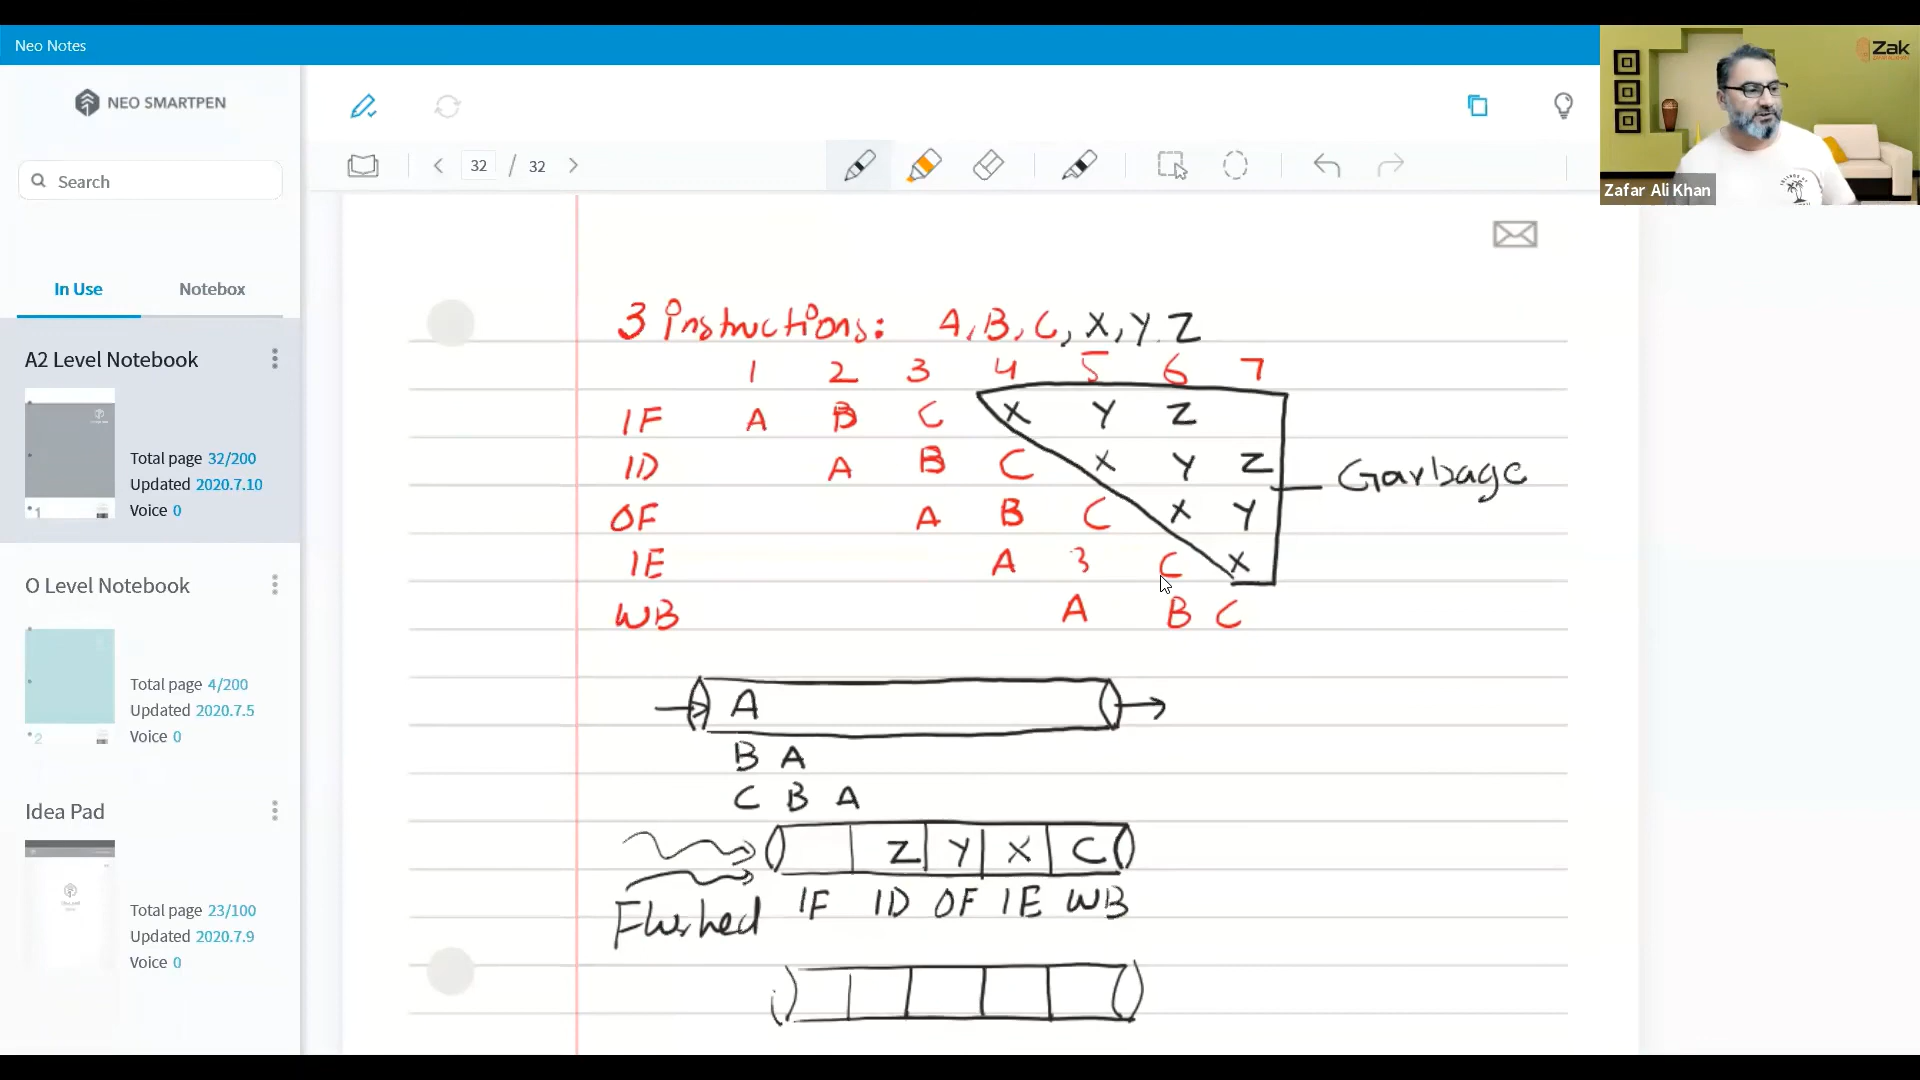 Neo Notes
NEO SMARTPEN
Search
In Use
Notebox
A2 Level Notebook
Total page 32/200
Updated 2020.7.10
Voice 0
1
O Level Notebook
Total page 4/200
Updated 2020.7.5
Voice 0
2
Idea Pad
Total page 23/100
Updated 2020.7.9
Voice 0
32 / 32
Zak
Zafar Ali Khan
3 instructions: A, B, C, X, Y Z
1 2 3 4 5 6 7
IF A B C X Y Z
ID A B C X Y Z
OF A B C X Y
IE A 3 C X
WB A B C
Garbage
A
B A
C B A
Z Y X C
IF ID OF IE WB
Flushed